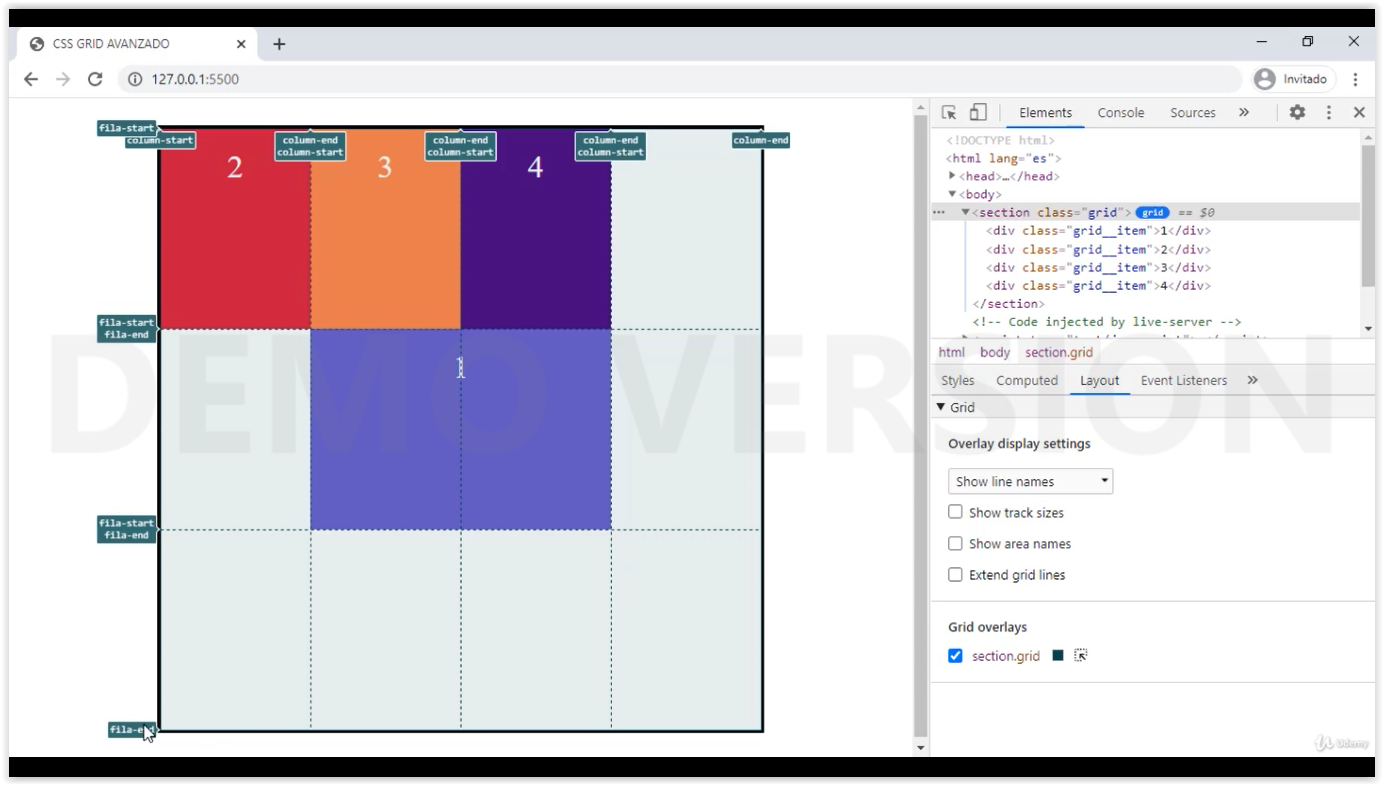 CSS GRID AVANZADO
127.0.0.1:5500
Invitado
fila-start
column-start
column-end
column-start
column-end
column-start
column-end
column-start
column-end
2
3
4
fila-start
fila-end
1
fila-start
fila-end
DEMO VERSION
Elements Console Sources »
<!DOCTYPE html>
<html lang="es">
<head>…</head>
<body>
<section class="grid"> grid == $0
<div class="grid__item">1</div>
<div class="grid__item">2</div>
<div class="grid__item">3</div>
<div class="grid__item">4</div>
</section>
<!-- Code injected by live-server -->
html body section.grid
Styles Computed Layout Event Listeners »
Grid
Overlay display settings
Show line names
Show track sizes
Show area names
Extend grid lines
Grid overlays
section.grid
Udemy